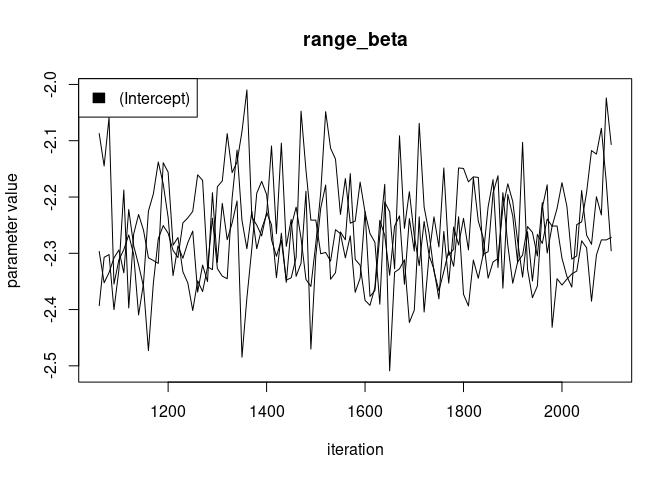 range_beta
(Intercept)
parameter value
-2.0
-2.1
-2.2
-2.3
-2.4
-2.5
1200 1400 1600 1800 2000
iteration